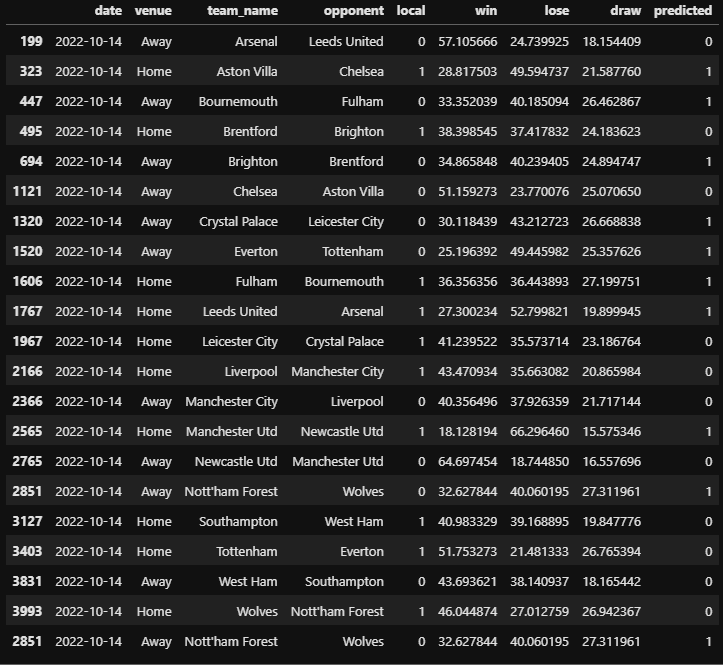 date venue team_name opponent local win lose draw predicted
199 2022-10-14 Away Arsenal Leeds United 0 57.105666 24.739925 18.154409 0
323 2022-10-14 Home Aston Villa Chelsea 1 28.817503 49.594737 21.587760 1
447 2022-10-14 Away Bournemouth Fulham 0 33.352039 40.185094 26.462867 1
495 2022-10-14 Home Brentford Brighton 1 38.398545 37.417832 24.183623 0
694 2022-10-14 Away Brighton Brentford 0 34.865848 40.239405 24.894747 1
1121 2022-10-14 Away Chelsea Aston Villa 0 51.159273 23.770076 25.070650 0
1320 2022-10-14 Away Crystal Palace Leicester City 0 30.118439 43.212723 26.668838 1
1520 2022-10-14 Away Everton Tottenham 0 25.196392 49.445982 25.357626 1
1606 2022-10-14 Home Fulham Bournemouth 1 36.356356 36.443893 27.199751 1
1767 2022-10-14 Home Leeds United Arsenal 1 27.300234 52.799821 19.899945 1
1967 2022-10-14 Home Leicester City Crystal Palace 1 41.239522 35.573714 23.186764 0
2166 2022-10-14 Home Liverpool Manchester City 1 43.470934 35.663082 20.865984 0
2366 2022-10-14 Away Manchester City Liverpool 0 40.356496 37.926359 21.717144 0
2565 2022-10-14 Home Manchester Utd Newcastle Utd 1 18.128194 66.296460 15.575346 1
2765 2022-10-14 Away Newcastle Utd Manchester Utd 0 64.697454 18.744850 16.557696 0
2851 2022-10-14 Away Nott'ham Forest Wolves 0 32.627844 40.060195 27.311961 1
3127 2022-10-14 Home Southampton West Ham 1 40.983329 39.168895 19.847776 0
3403 2022-10-14 Home Tottenham Everton 1 51.753273 21.481333 26.765394 0
3831 2022-10-14 Away West Ham Southampton 0 43.693621 38.140937 18.165442 0
3993 2022-10-14 Home Wolves Nott'ham Forest 1 46.044874 27.012759 26.942367 0
2851 2022-10-14 Away Nott'ham Forest Wolves 0 32.627844 40.060195 27.311961 1